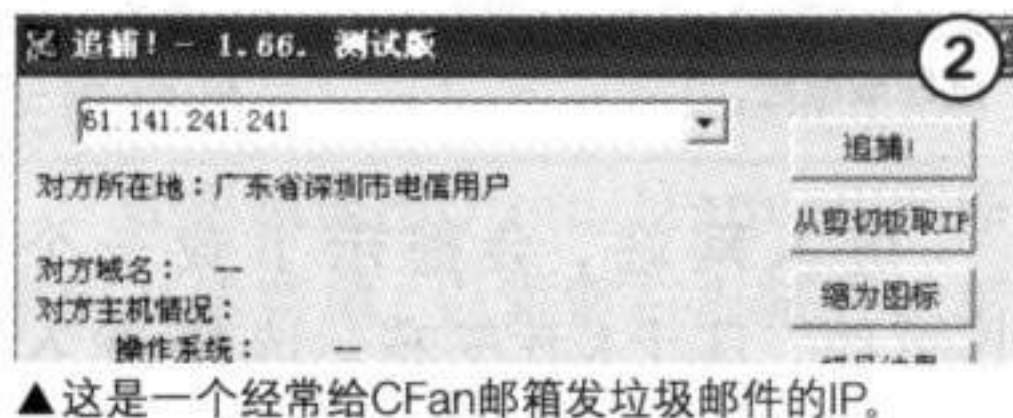 追捕! - 1.66. 测试版
②
61.141.241.241
追捕!
对方所在地：广东省深圳市电信用户
从剪切板取IP
对方域名： --
对方主机情况：
缩为图标
操作系统： --
▲这是一个经常给CFan邮箱发垃圾邮件的IP。